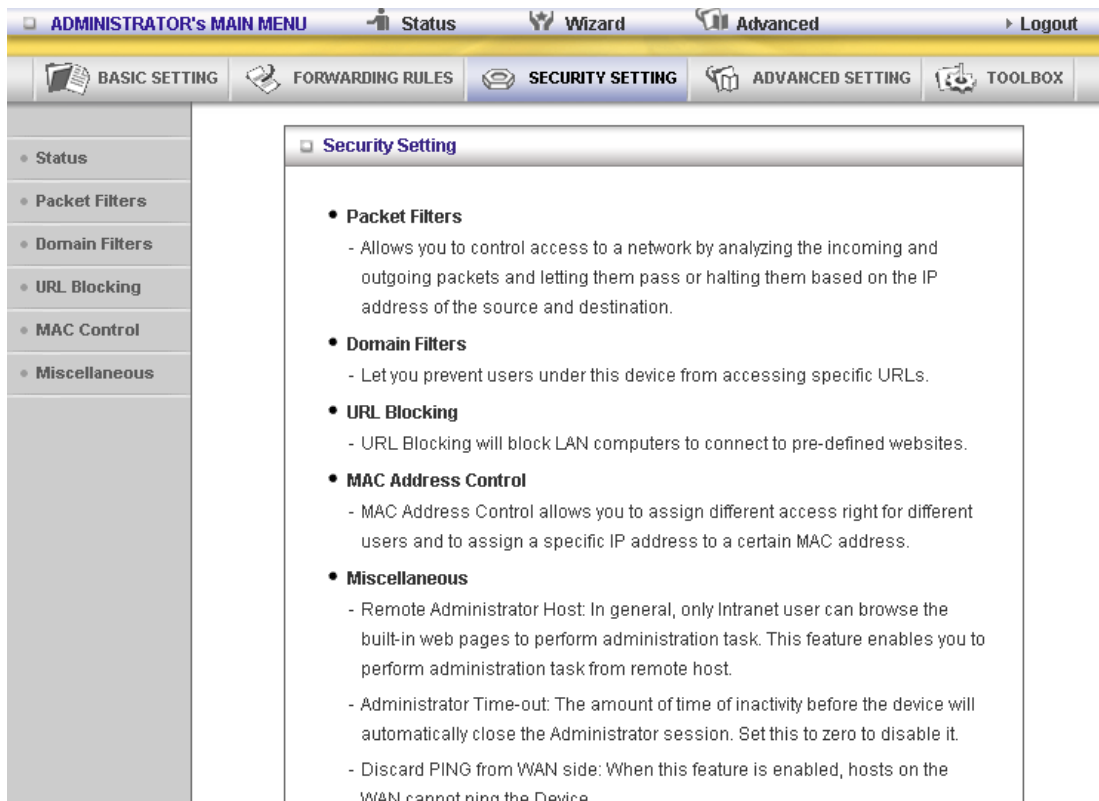 ADMINISTRATOR's MAIN MENU Status Wizard Advanced Logout
BASIC SETTING FORWARDING RULES SECURITY SETTING ADVANCED SETTING TOOLBOX
Status
Packet Filters
Domain Filters
URL Blocking
MAC Control
Miscellaneous
Security Setting
• Packet Filters
- Allows you to control access to a network by analyzing the incoming and
outgoing packets and letting them pass or halting them based on the IP
address of the source and destination.
• Domain Filters
- Let you prevent users under this device from accessing specific URLs.
• URL Blocking
- URL Blocking will block LAN computers to connect to pre-defined websites.
• MAC Address Control
- MAC Address Control allows you to assign different access right for different
users and to assign a specific IP address to a certain MAC address.
• Miscellaneous
- Remote Administrator Host: In general, only Intranet user can browse the
built-in web pages to perform administration task. This feature enables you to
perform administration task from remote host.
- Administrator Time-out: The amount of time of inactivity before the device will
automatically close the Administrator session. Set this to zero to disable it.
- Discard PING from WAN side: When this feature is enabled, hosts on the
WAN cannot ping the Device.